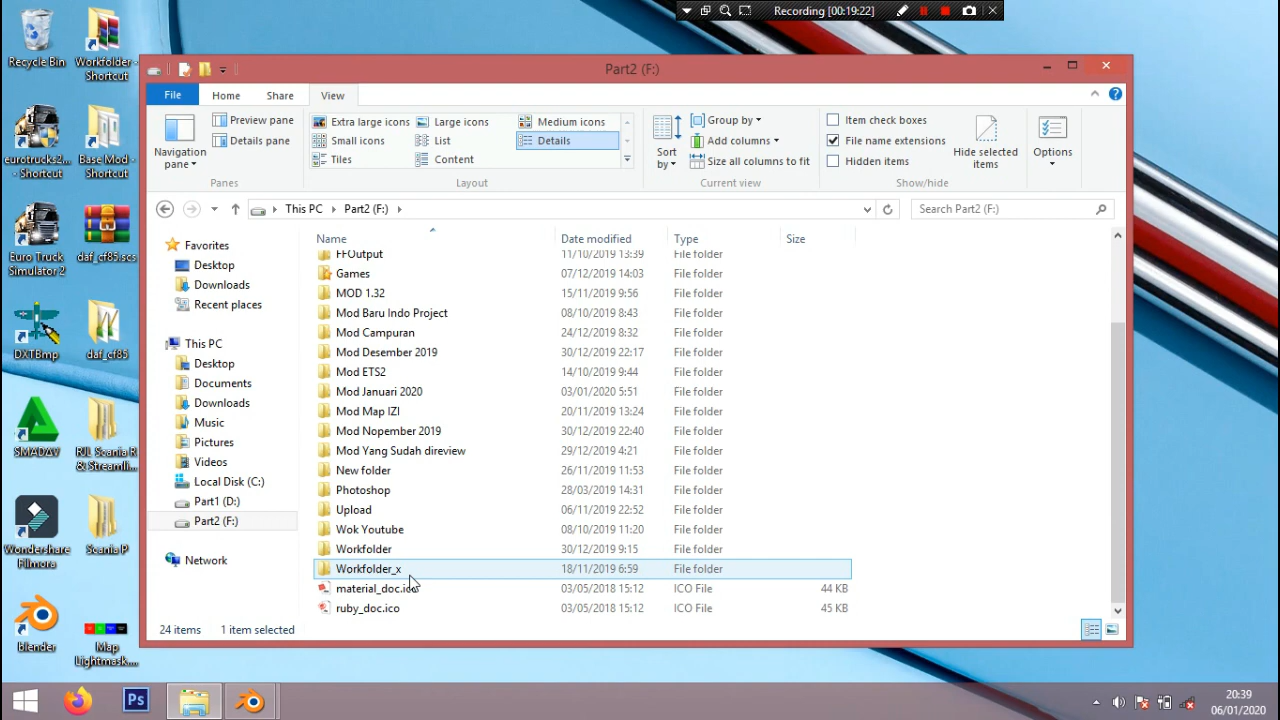 Recording [00:19:22]
Recycle Bin
Workfolder - Shortcut
eurotrucks2... - Shortcut
Base Mod - Shortcut
Euro Truck Simulator 2
daf_cf85.scs
DXTBmp
daf_cf85
SMADAV
RJL Scania R & Streamli...
Wondershare Filmora
Scania P
Blender
Map Lightmask....
Part2 (F:)
File Home Share View
Navigation pane
Preview pane
Details pane
Panes
Extra large icons Large icons Medium icons
Small icons List Details
Tiles Content
Layout
Sort by
Group by
Add columns
Size all columns to fit
Current view
Item check boxes
File name extensions
Hidden items
Hide selected items
Show/hide
Options
This PC Part2 (F:)
Search Part2 (F:)
Favorites
Desktop
Downloads
Recent places
This PC
Desktop
Documents
Downloads
Music
Pictures
Videos
Local Disk (C:)
Part1 (D:)
Part2 (F:)
Network
Name Date modified Type Size
FFOutput 11/10/2019 13:39 File folder
Games 07/12/2019 14:03 File folder
MOD 1.32 15/11/2019 9:56 File folder
Mod Baru Indo Project 08/10/2019 8:43 File folder
Mod Campuran 24/12/2019 8:32 File folder
Mod Desember 2019 30/12/2019 22:17 File folder
Mod ETS2 14/10/2019 9:44 File folder
Mod Januari 2020 03/01/2020 5:51 File folder
Mod Map IZI 20/11/2019 13:24 File folder
Mod Nopember 2019 30/12/2019 22:40 File folder
Mod Yang Sudah direview 29/12/2019 4:21 File folder
New folder 26/11/2019 11:53 File folder
Photoshop 28/03/2019 14:31 File folder
Upload 06/11/2019 22:52 File folder
Wok Youtube 08/10/2019 11:20 File folder
Workfolder 30/12/2019 9:15 File folder
Workfolder_x 18/11/2019 6:59 File folder
material_doc.ico 03/05/2018 15:12 ICO File 44 KB
ruby_doc.ico 03/05/2018 15:12 ICO File 45 KB
24 items 1 item selected
Ps
20:39
06/01/2020